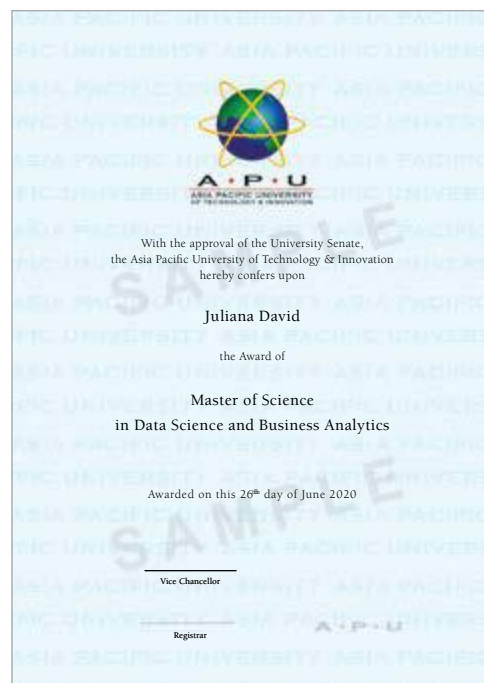 A · P · U
ASIA PACIFIC UNIVERSITY
OF TECHNOLOGY & INNOVATION
With the approval of the University Senate,
the Asia Pacific University of Technology & Innovation
hereby confers upon
Juliana David
the Award of
Master of Science
in Data Science and Business Analytics
Awarded on this 26th day of June 2020
SAMPLE
SAMPLE
Vice Chancellor
Registrar
A · P · U